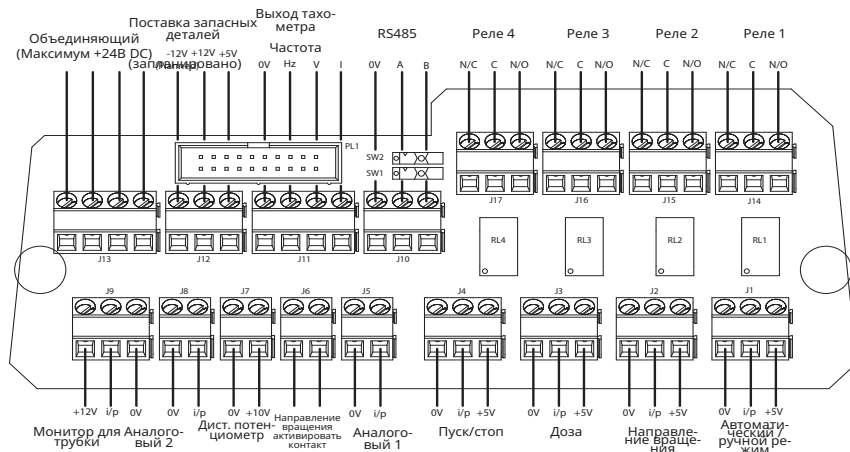 Объединяющий
(Максимум +24В DC)
Поставка запасных
деталей
-12V +12V +5V
(запланировано)
Выход тахо-
метра
Частота
0V Hz V I
RS485
0V A B
Реле 4
N/C C N/O
Реле 3
N/C C N/O
Реле 2
N/C C N/O
Реле 1
N/C C N/O
PL1
SW2
SW1
J17
J16
J15
J14
RL4
RL3
RL2
RL1
J13
J12
J11
J10
J9
J8
J7
J6
J5
J4
J3
J2
J1
+12V i/p 0V
0V i/p
0V +10V
0V i/p
0V i/p +5V
0V i/p +5V
0V i/p +5V
0V i/p +5V
Монитор для
трубки
Аналого-
вый 2
Дист. потен-
циометр
Направление
вращения
активировать
контакт
Аналого-
вый 1
Пуск/стоп
Доза
Направле-
ние враще-
ния
Автомати-
ческий /
ручной ре-
жим